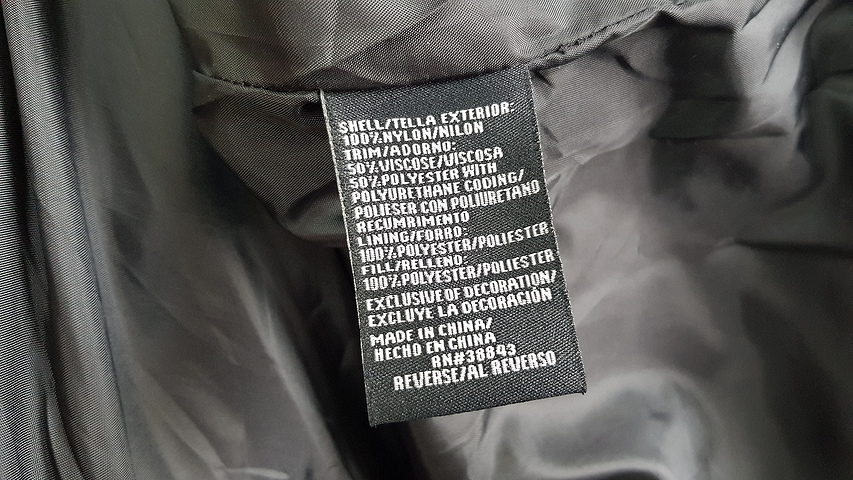 SHELL/TELLA EXTERIOR:
100%NYLON/NILON
TRIM/ADORNO:
50%VISCOSE/VISCOSA
50%POLYESTER WITH
POLYURETHANE CODING/
POLIESER CON POLIURETANO
RECUMRIMENTO
LINING/FORRO:
100%POLYESTER/POLIESTER
FILL/RELLENO:
100%POLYESTER/POLIESTER
EXCLUSIVE OF DECORATION/
EXCLUYE LA DECORACIÓN
MADE IN CHINA/
HECHO EN CHINA
RN#38843
REVERSE/AL REVERSO